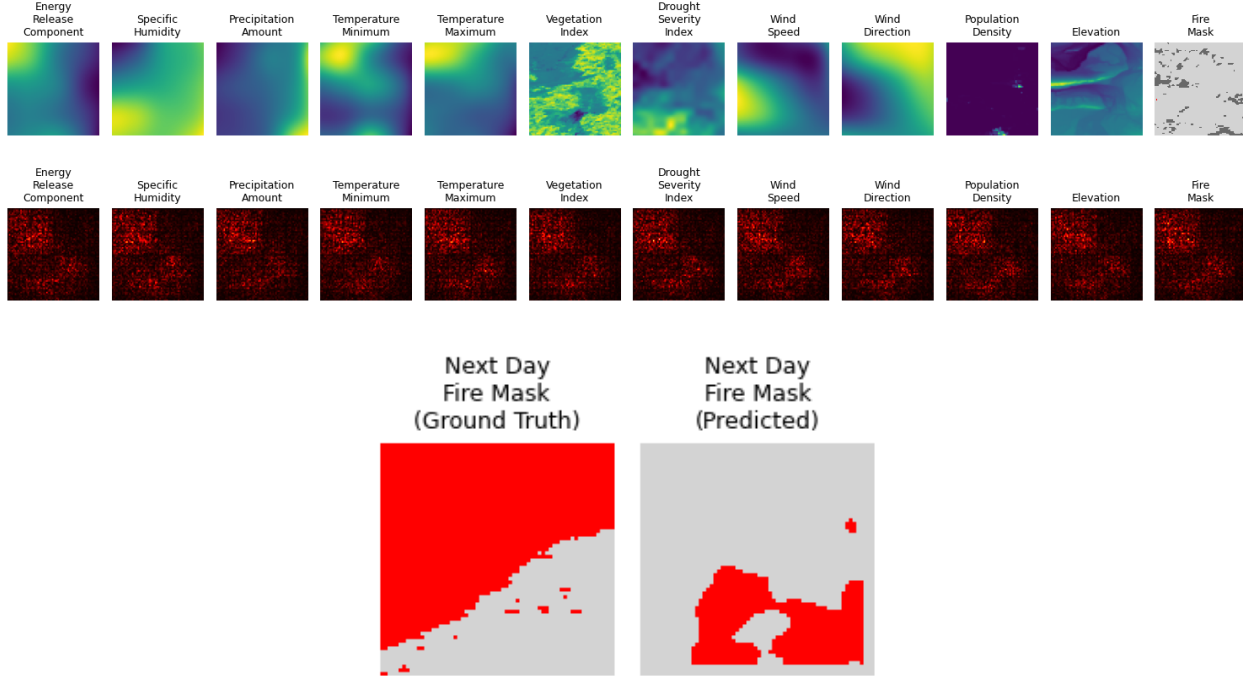 Energy
Release
Component
Specific
Humidity
Precipitation
Amount
Temperature
Minimum
Temperature
Maximum
Vegetation
Index
Drought
Severity
Index
Wind
Speed
Wind
Direction
Population
Density
Elevation
Fire
Mask
Energy
Release
Component
Specific
Humidity
Precipitation
Amount
Temperature
Minimum
Temperature
Maximum
Vegetation
Index
Drought
Severity
Index
Wind
Speed
Wind
Direction
Population
Density
Elevation
Fire
Mask
Next Day
Fire Mask
(Ground Truth)
Next Day
Fire Mask
(Predicted)